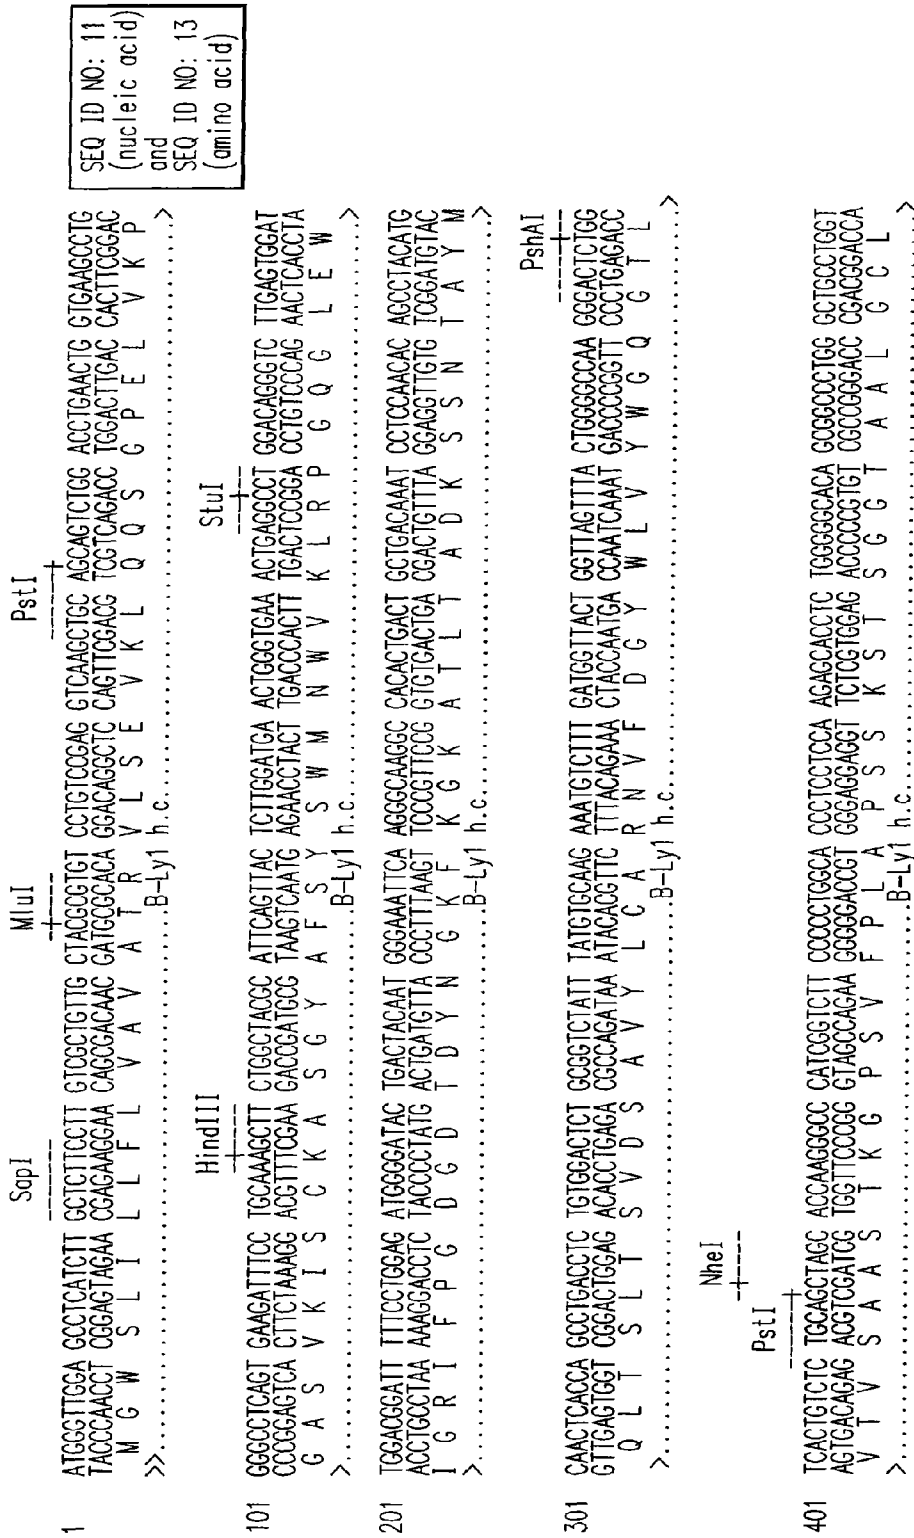 SapI MluI PstI
1 ATGGGTTGGA GCCTCATCTT GCTCTTCCTT GTCGCTGTTG CTACGCGTGT CCTGTCCGAG GTCAAGCTGC AGCAGTCTGG ACCTGAACTG GTGAAGCCTG
TACCCAACCT CGGAGTAGAA CGAGAAGGAA CAGCGACAAC GATGCGCACA GGACAGGCTC CAGTTCGACG TCGTCAGACC TGGACTTGAC CACTTCGGAC
M G W S L I L L F L V A V A T R V L S E V K L Q Q S G P E L V K P
B-Ly1 h.c.
SEQ ID NO: 11
(nucleic acid)
and
SEQ ID NO: 13
(amino acid)
HindIII StuI
101 GGGCCTCAGT GAAGATTTCC TGCAAAGCTT CTGGCTACGC ATTCAGTTAC TCTTGGATGA ACTGGGTGAA ACTGAGGCCT GGACAGGGTC TTGAGTGGAT
CCCGGAGTCA CTTCTAAAGG ACGTTTCGAA GACCGATGCG TAAGTCAATG AGAACCTACT TGACCCACTT TGACTCCGGA CCTGTCCCAG AACTCACCTA
G A S V K I S C K A S G Y A F S Y S W M N W V K L R P G Q G L E W
B-Ly1 h.c.
201 TGGACGGATT TTTCCTGGAG ATGGGGATAC TGACTACAAT GGGAAATTCA AGGGCAAGGC CACACTGACT GCTGACAAAT CCTCCAACAC AGCCTACATG
ACCTGCCTAA AAAGGACCTC TACCCCTATG ACTGATGTTA CCCTTTAAGT TCCCGTTCCG GTGTGACTGA CGACTGTTTA GGAGGTTGTG TCGGATGTAC
I G R I F P G D G D T D Y N G K F K G K A T L T A D K S S N T A Y M
B-Ly1 h.c.
PshAI
301 CAACTCACCA GCCTGACCTC TGTGGACTCT GCGGTCTATT TATGTGCAAG AAATGTCTTT GATGGTTACT GGTTAGTTTA CTGGGGCCAA GGGACTCTGG
GTTGAGTGGT CGGACTGGAG ACACCTGAGA CGCCAGATAA ATACACGTTC TTTACAGAAA CTACCAATGA CCAATCAAAT GACCCCGGTT CCCTGAGACC
Q L T S L T S V D S A V Y L C A R N V F D G Y W L V Y W G Q G T L
B-Ly1 h.c.
NheI
PstI
401 TCACTGTCTC TGCAGCTAGC ACCAAGGGCC CATCGGTCTT CCCCCTGGCA CCCTCCTCCA AGAGCACCTC TGGGGGCACA GCGGCCCTGG GCTGCCTGGT
AGTGACAGAG ACGTCGATCG TGGTTCCCGG GTAGCCAGAA GGGGGACCGT GGGAGGAGGT TCTCGTGGAG ACCCCCGTGT CGCCGGGACC CGACGGACCA
V T V S A A S T K G P S V F P L A P S S K S T S G G T A A L G C L
B-Ly1 h.c.